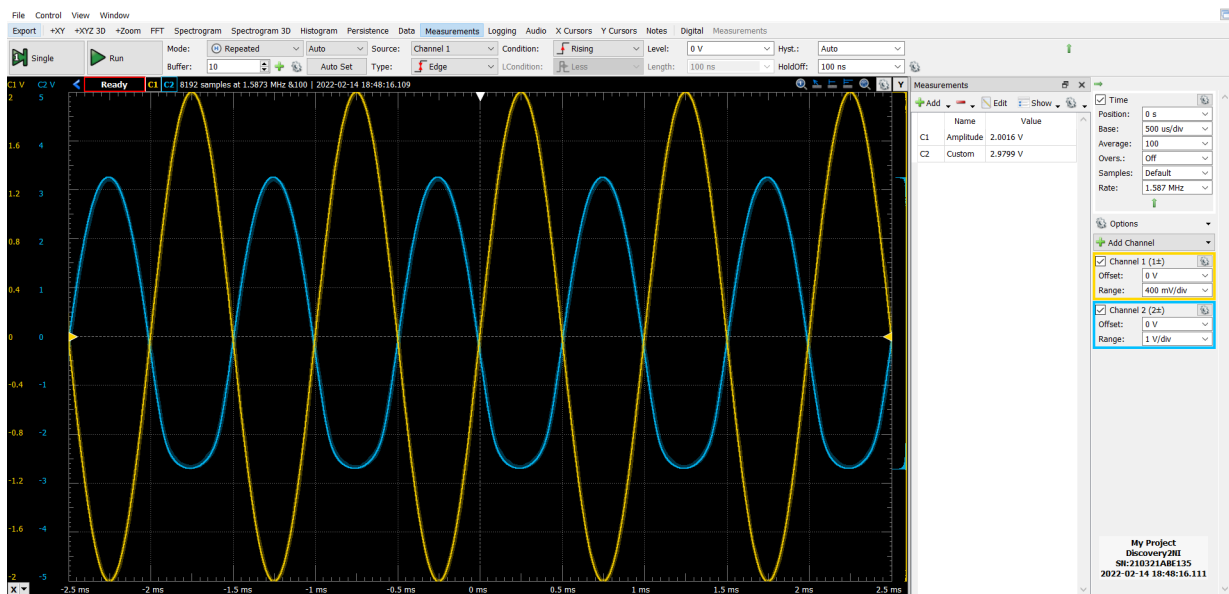 File Control View Window
Export +XY +XYZ 3D +Zoom FFT Spectrogram Spectrogram 3D Histogram Persistence Data Measurements Logging Audio X Cursors Y Cursors Notes Digital Measurements
Single Run Mode: Repeated Auto Source: Channel 1 Condition: Rising Level: 0 V Hyst.: Auto
Buffer: 10 Auto Set Type: Edge LCondition: Less Length: 100 ns HoldOff: 100 ns
C1 V C2 V Ready C1 C2 8192 samples at 1.5873 MHz &100 | 2022-02-14 18:48:16.109 Y
2 5
1.6 4
1.2 3
0.8 2
0.4 1
0 0
-0.4 -1
-0.8 -2
-1.2 -3
-1.6 -4
-2 -5
X -2.5 ms -2 ms -1.5 ms -1 ms -0.5 ms 0 ms 0.5 ms 1 ms 1.5 ms 2 ms 2.5 ms
Measurements
Add Edit Show
Name Value
C1 Amplitude 2.0016 V
C2 Custom 2.9799 V
Time
Position: 0 s
Base: 500 us/div
Average: 100
Overs.: Off
Samples: Default
Rate: 1.587 MHz
Options
Add Channel
Channel 1 (1±)
Offset: 0 V
Range: 400 mV/div
Channel 2 (2±)
Offset: 0 V
Range: 1 V/div
My Project
Discovery2NI
SN:210321ABE135
2022-02-14 18:48:16.111